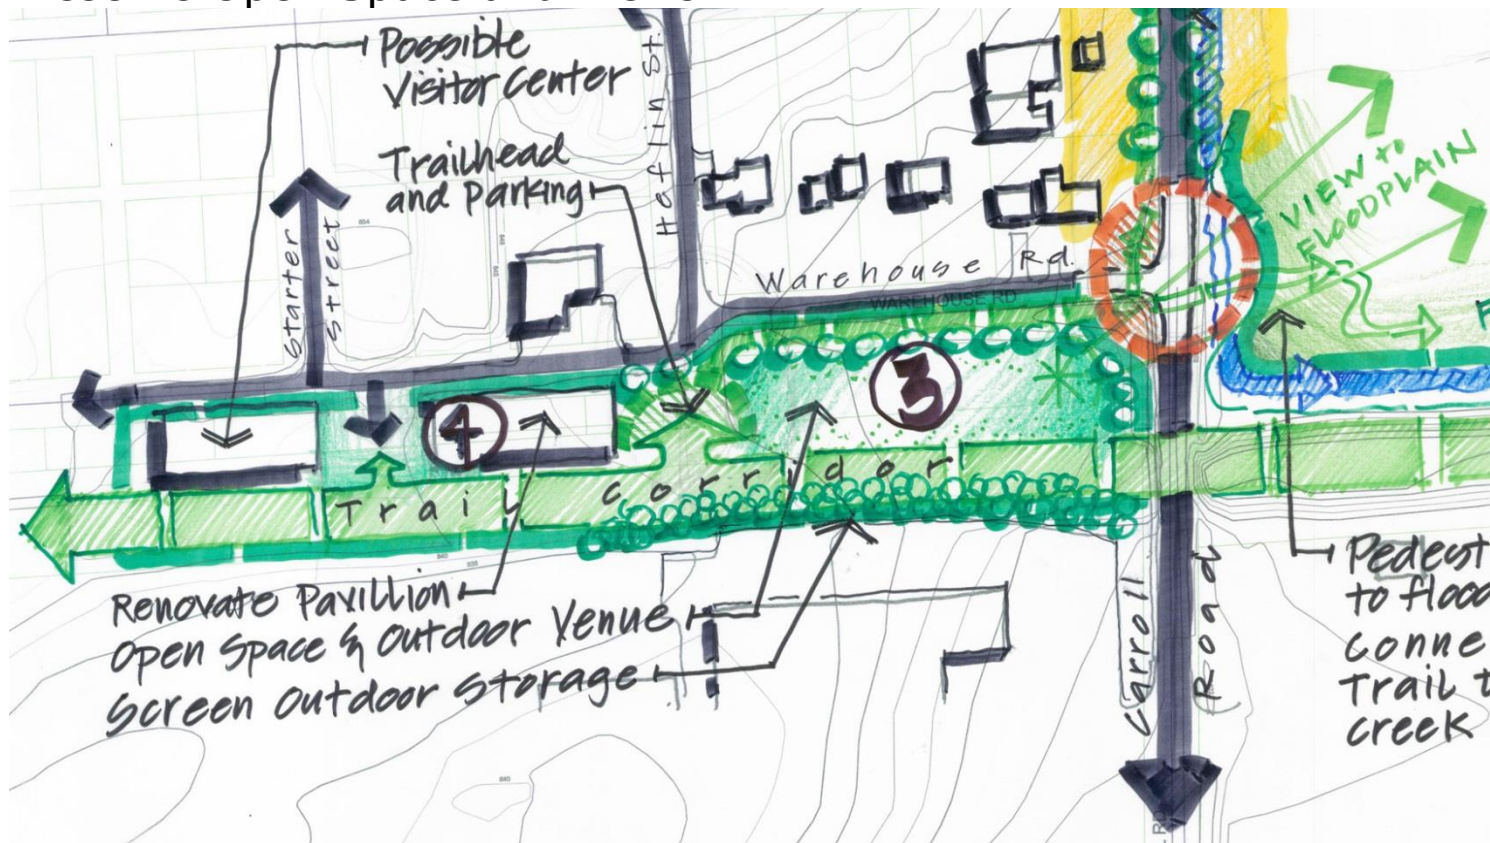 Possible
Visitor Center
Trailhead
and Parking
Heflin St.
Starter
Street
Warehouse Rd.
WAREHOUSE RD
VIEW to
FLOODPLAIN
3
4
Trail Corridor
Renovate Pavillion
Open Space & Outdoor Venue
Screen Outdoor Storage
Carroll
Road
Pedest
to flood
Conne
Trail t
Creek